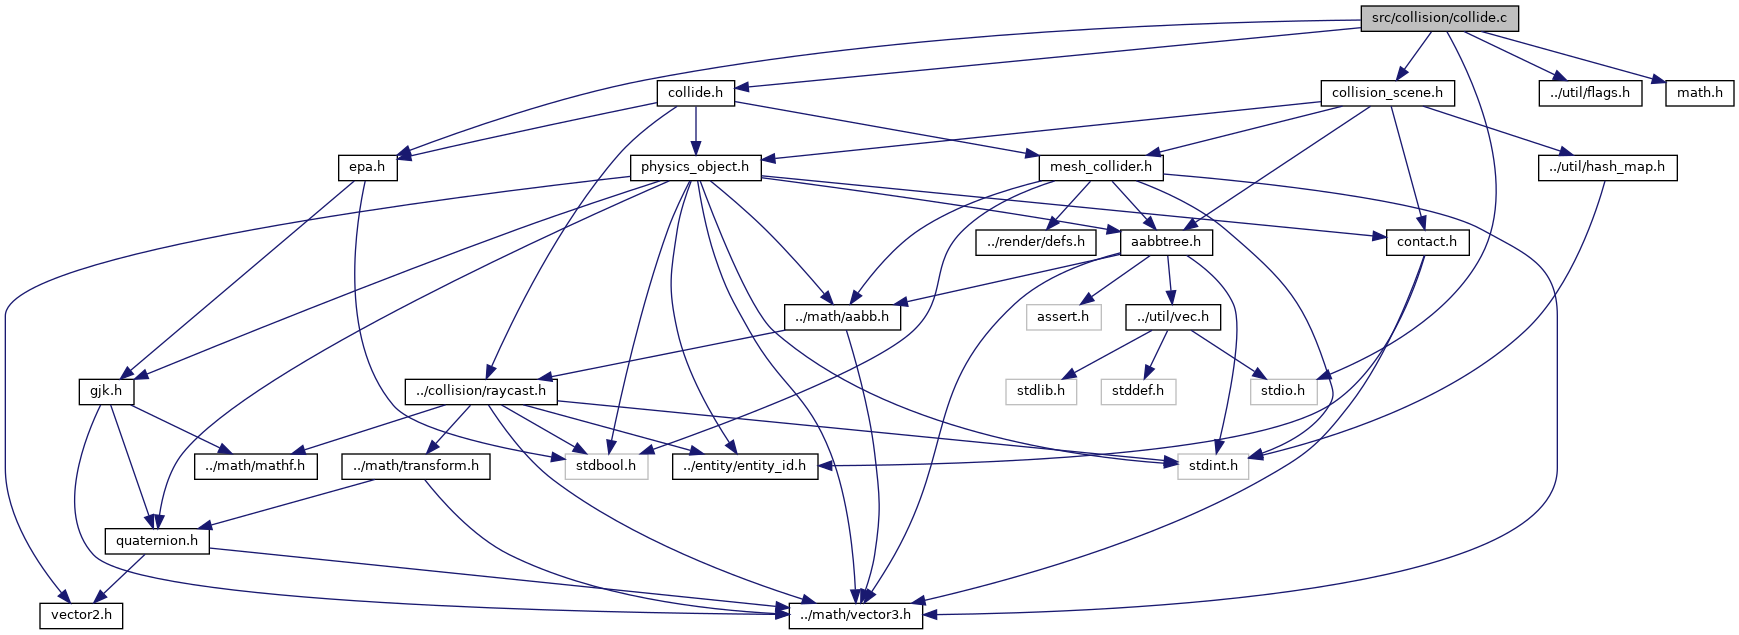 src/collision/collide.c
collide.h
collision_scene.h
../util/flags.h
math.h
epa.h
physics_object.h
mesh_collider.h
../util/hash_map.h
../render/defs.h
aabbtree.h
contact.h
../math/aabb.h
assert.h
../util/vec.h
gjk.h
../collision/raycast.h
stdlib.h
stddef.h
stdio.h
../math/mathf.h
../math/transform.h
stdbool.h
../entity/entity_id.h
stdint.h
quaternion.h
vector2.h
../math/vector3.h